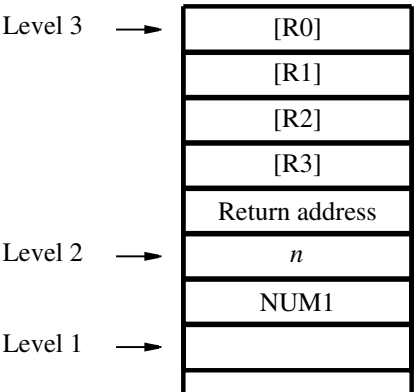 Level 3
[R0]
[R1]
[R2]
[R3]
Return address
Level 2
n
NUM1
Level 1